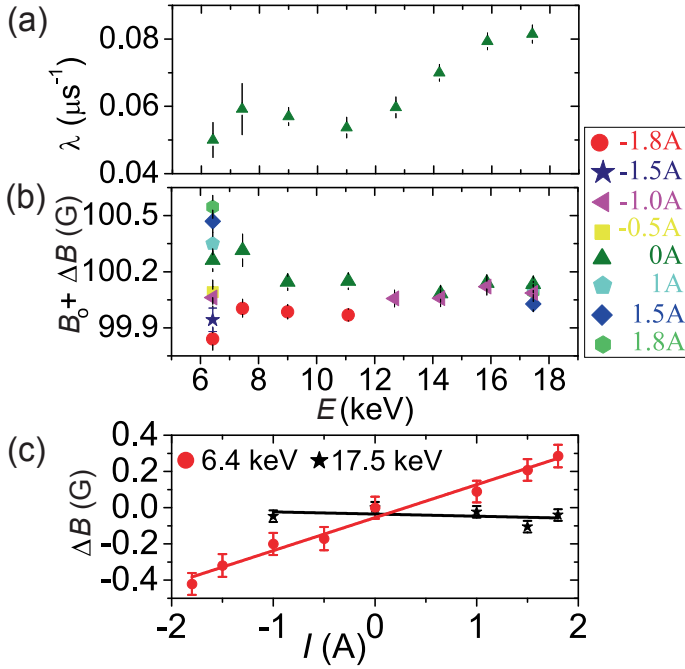 (a)
0.08
0.06
0.04
λ (μs⁻¹)
(b)
100.5
100.2
99.9
B₀+ ΔB (G)
6 8 10 12 14 16 18
E(keV)
-1.8A
-1.5A
-1.0A
-0.5A
0A
1A
1.5A
1.8A
(c)
0.4
0.2
0.0
-0.2
-0.4
ΔB (G)
6.4 keV 17.5 keV
-2 -1 0 1 2
I (A)